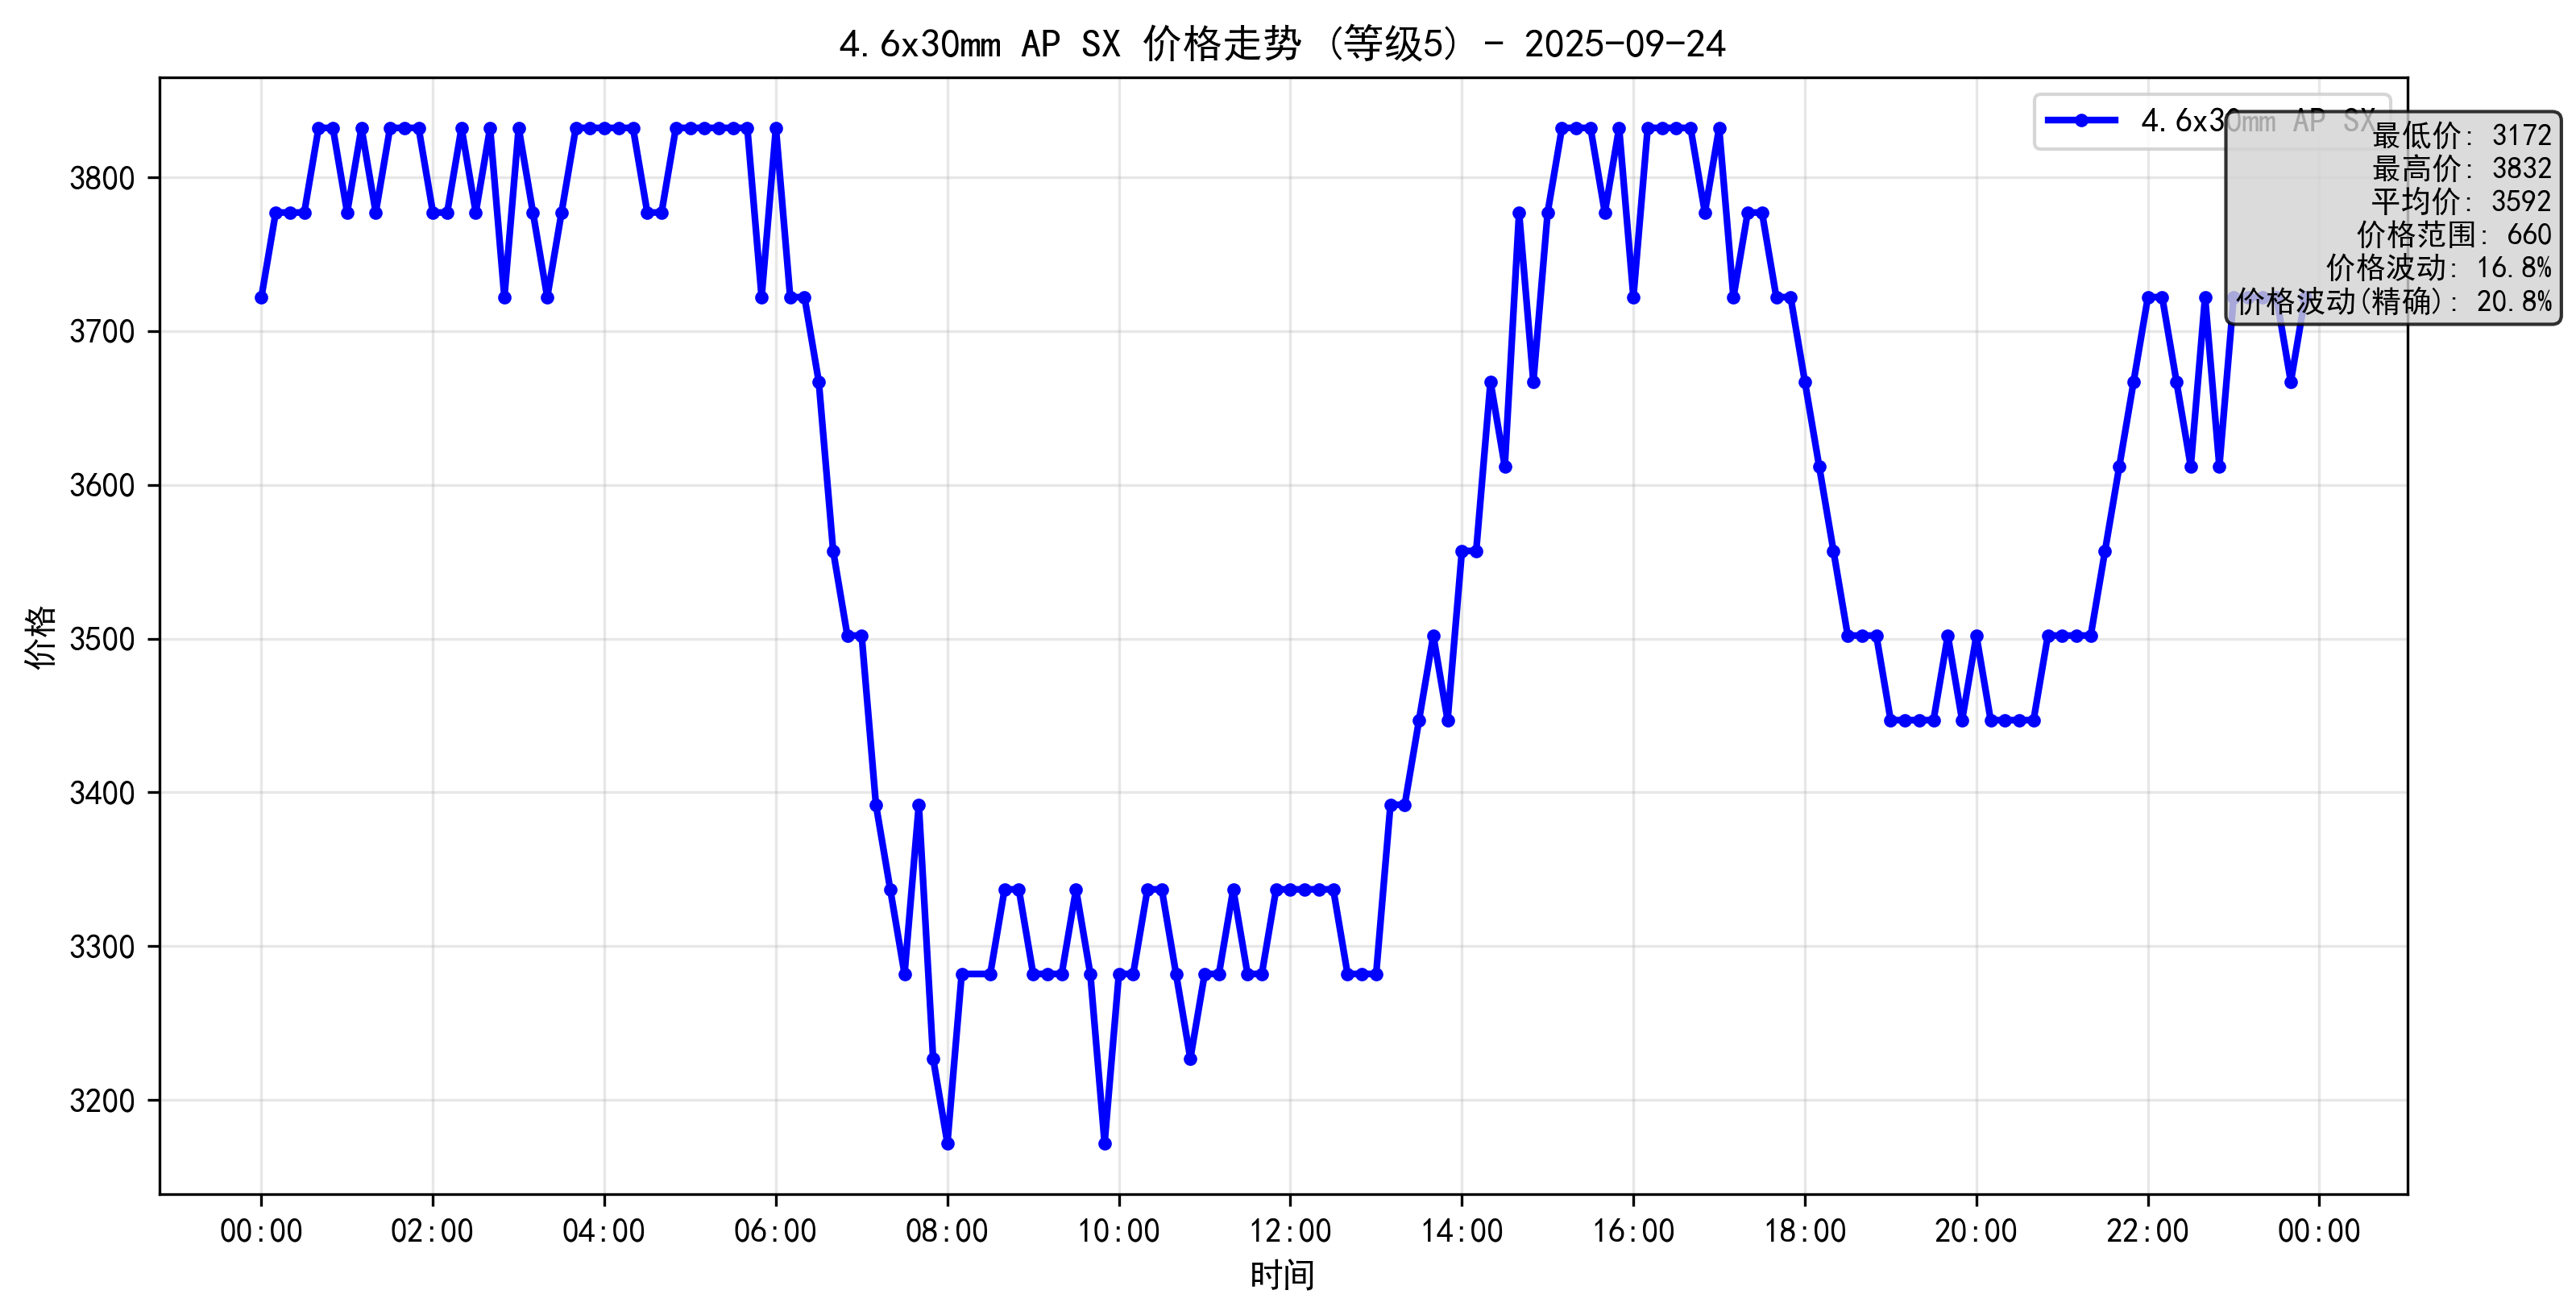 4.6x30mm AP SX 价格走势 (等级5) - 2025-09-24
4.6x30mm AP SX
最低价: 3172
最高价: 3832
平均价: 3592
价格范围: 660
价格波动: 16.8%
价格波动(精确): 20.8%
价格
3800
3700
3600
3500
3400
3300
3200
00:00 02:00 04:00 06:00 08:00 10:00 12:00 14:00 16:00 18:00 20:00 22:00 00:00
时间